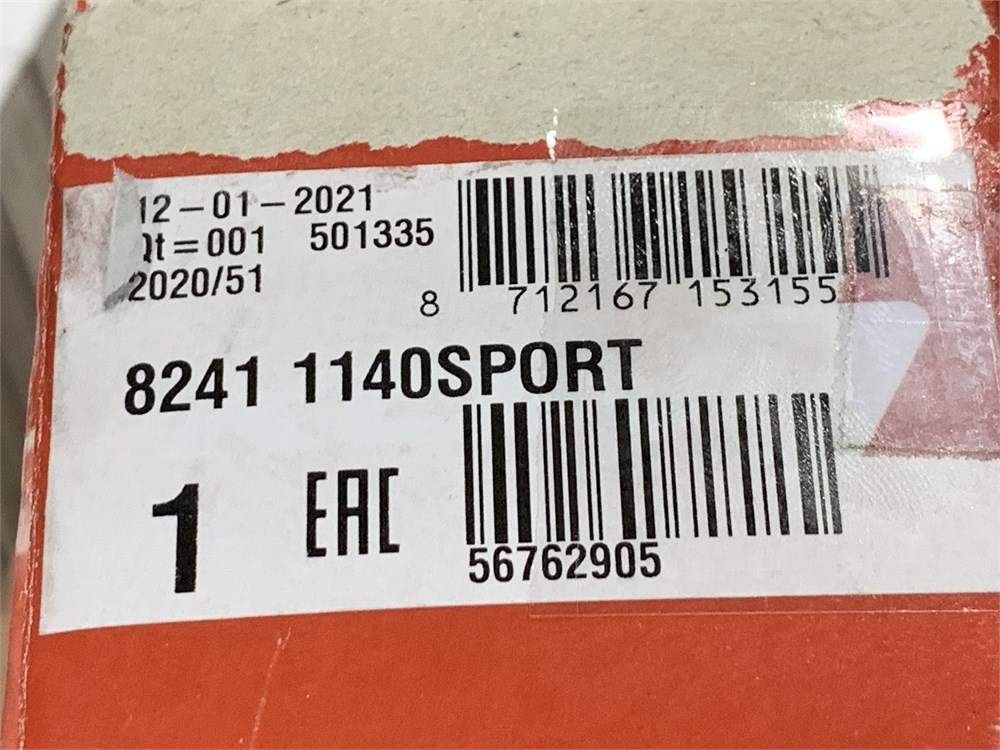 12-01-2021
Qt=001 501335
2020/51
8 712167 153155
8241 1140SPORT
1 EAC
56762905